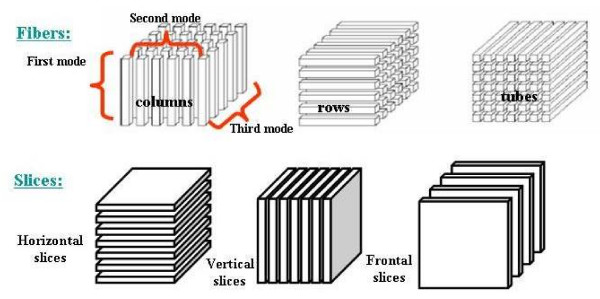 Fibers:
Second mode
First mode
columns
Third mode
rows
tubes
Slices:
Horizontal
slices
Vertical
slices
Frontal
slices